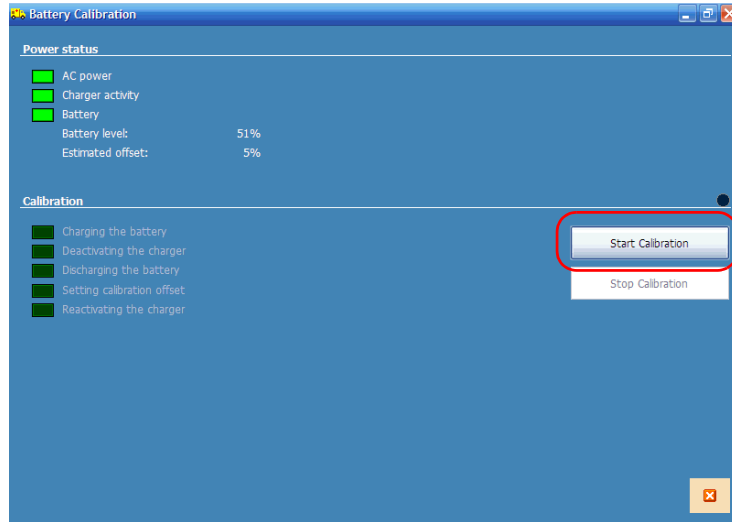 Battery Calibration
Power status
AC power
Charger activity
Battery
Battery level: 51%
Estimated offset: 5%
Calibration
Charging the battery
Deactivating the charger
Discharging the battery
Setting calibration offset
Reactivating the charger
Start Calibration
Stop Calibration